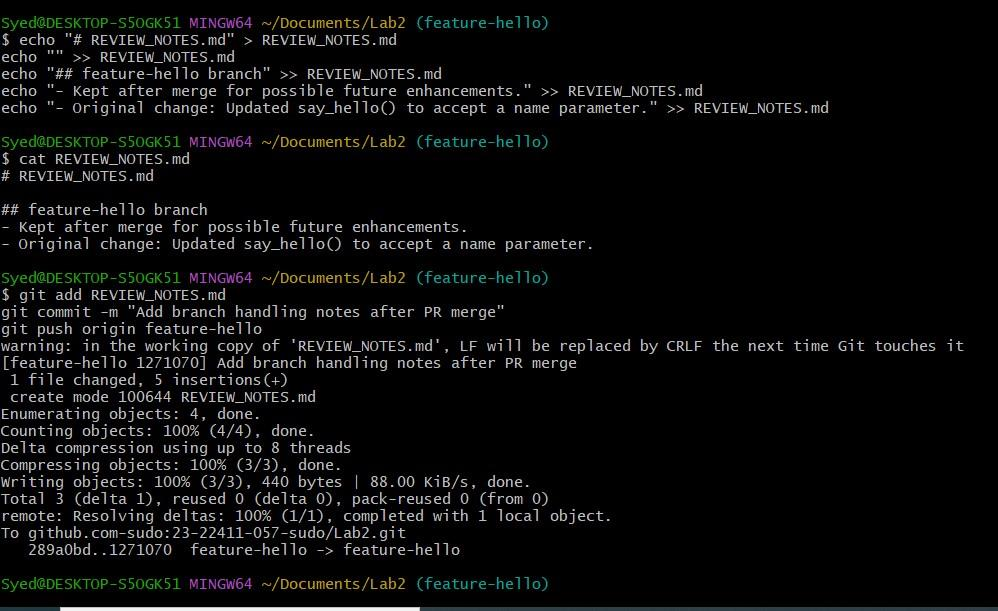 Syed@DESKTOP-S5OGK51 MINGW64 ~/Documents/Lab2 (feature-hello)
$ echo "# REVIEW_NOTES.md" > REVIEW_NOTES.md
echo "" >> REVIEW_NOTES.md
echo "## feature-hello branch" >> REVIEW_NOTES.md
echo "- Kept after merge for possible future enhancements." >> REVIEW_NOTES.md
echo "- Original change: Updated say_hello() to accept a name parameter." >> REVIEW_NOTES.md

Syed@DESKTOP-S5OGK51 MINGW64 ~/Documents/Lab2 (feature-hello)
$ cat REVIEW_NOTES.md
# REVIEW_NOTES.md

## feature-hello branch
- Kept after merge for possible future enhancements.
- Original change: Updated say_hello() to accept a name parameter.

Syed@DESKTOP-S5OGK51 MINGW64 ~/Documents/Lab2 (feature-hello)
$ git add REVIEW_NOTES.md
git commit -m "Add branch handling notes after PR merge"
git push origin feature-hello
warning: in the working copy of 'REVIEW_NOTES.md', LF will be replaced by CRLF the next time Git touches it
[feature-hello 1271070] Add branch handling notes after PR merge
 1 file changed, 5 insertions(+)
 create mode 100644 REVIEW_NOTES.md
Enumerating objects: 4, done.
Counting objects: 100% (4/4), done.
Delta compression using up to 8 threads
Compressing objects: 100% (3/3), done.
Writing objects: 100% (3/3), 440 bytes | 88.00 KiB/s, done.
Total 3 (delta 1), reused 0 (delta 0), pack-reused 0 (from 0)
remote: Resolving deltas: 100% (1/1), completed with 1 local object.
To github.com-sudo:23-22411-057-sudo/Lab2.git
   289a0bd..1271070  feature-hello -> feature-hello

Syed@DESKTOP-S5OGK51 MINGW64 ~/Documents/Lab2 (feature-hello)